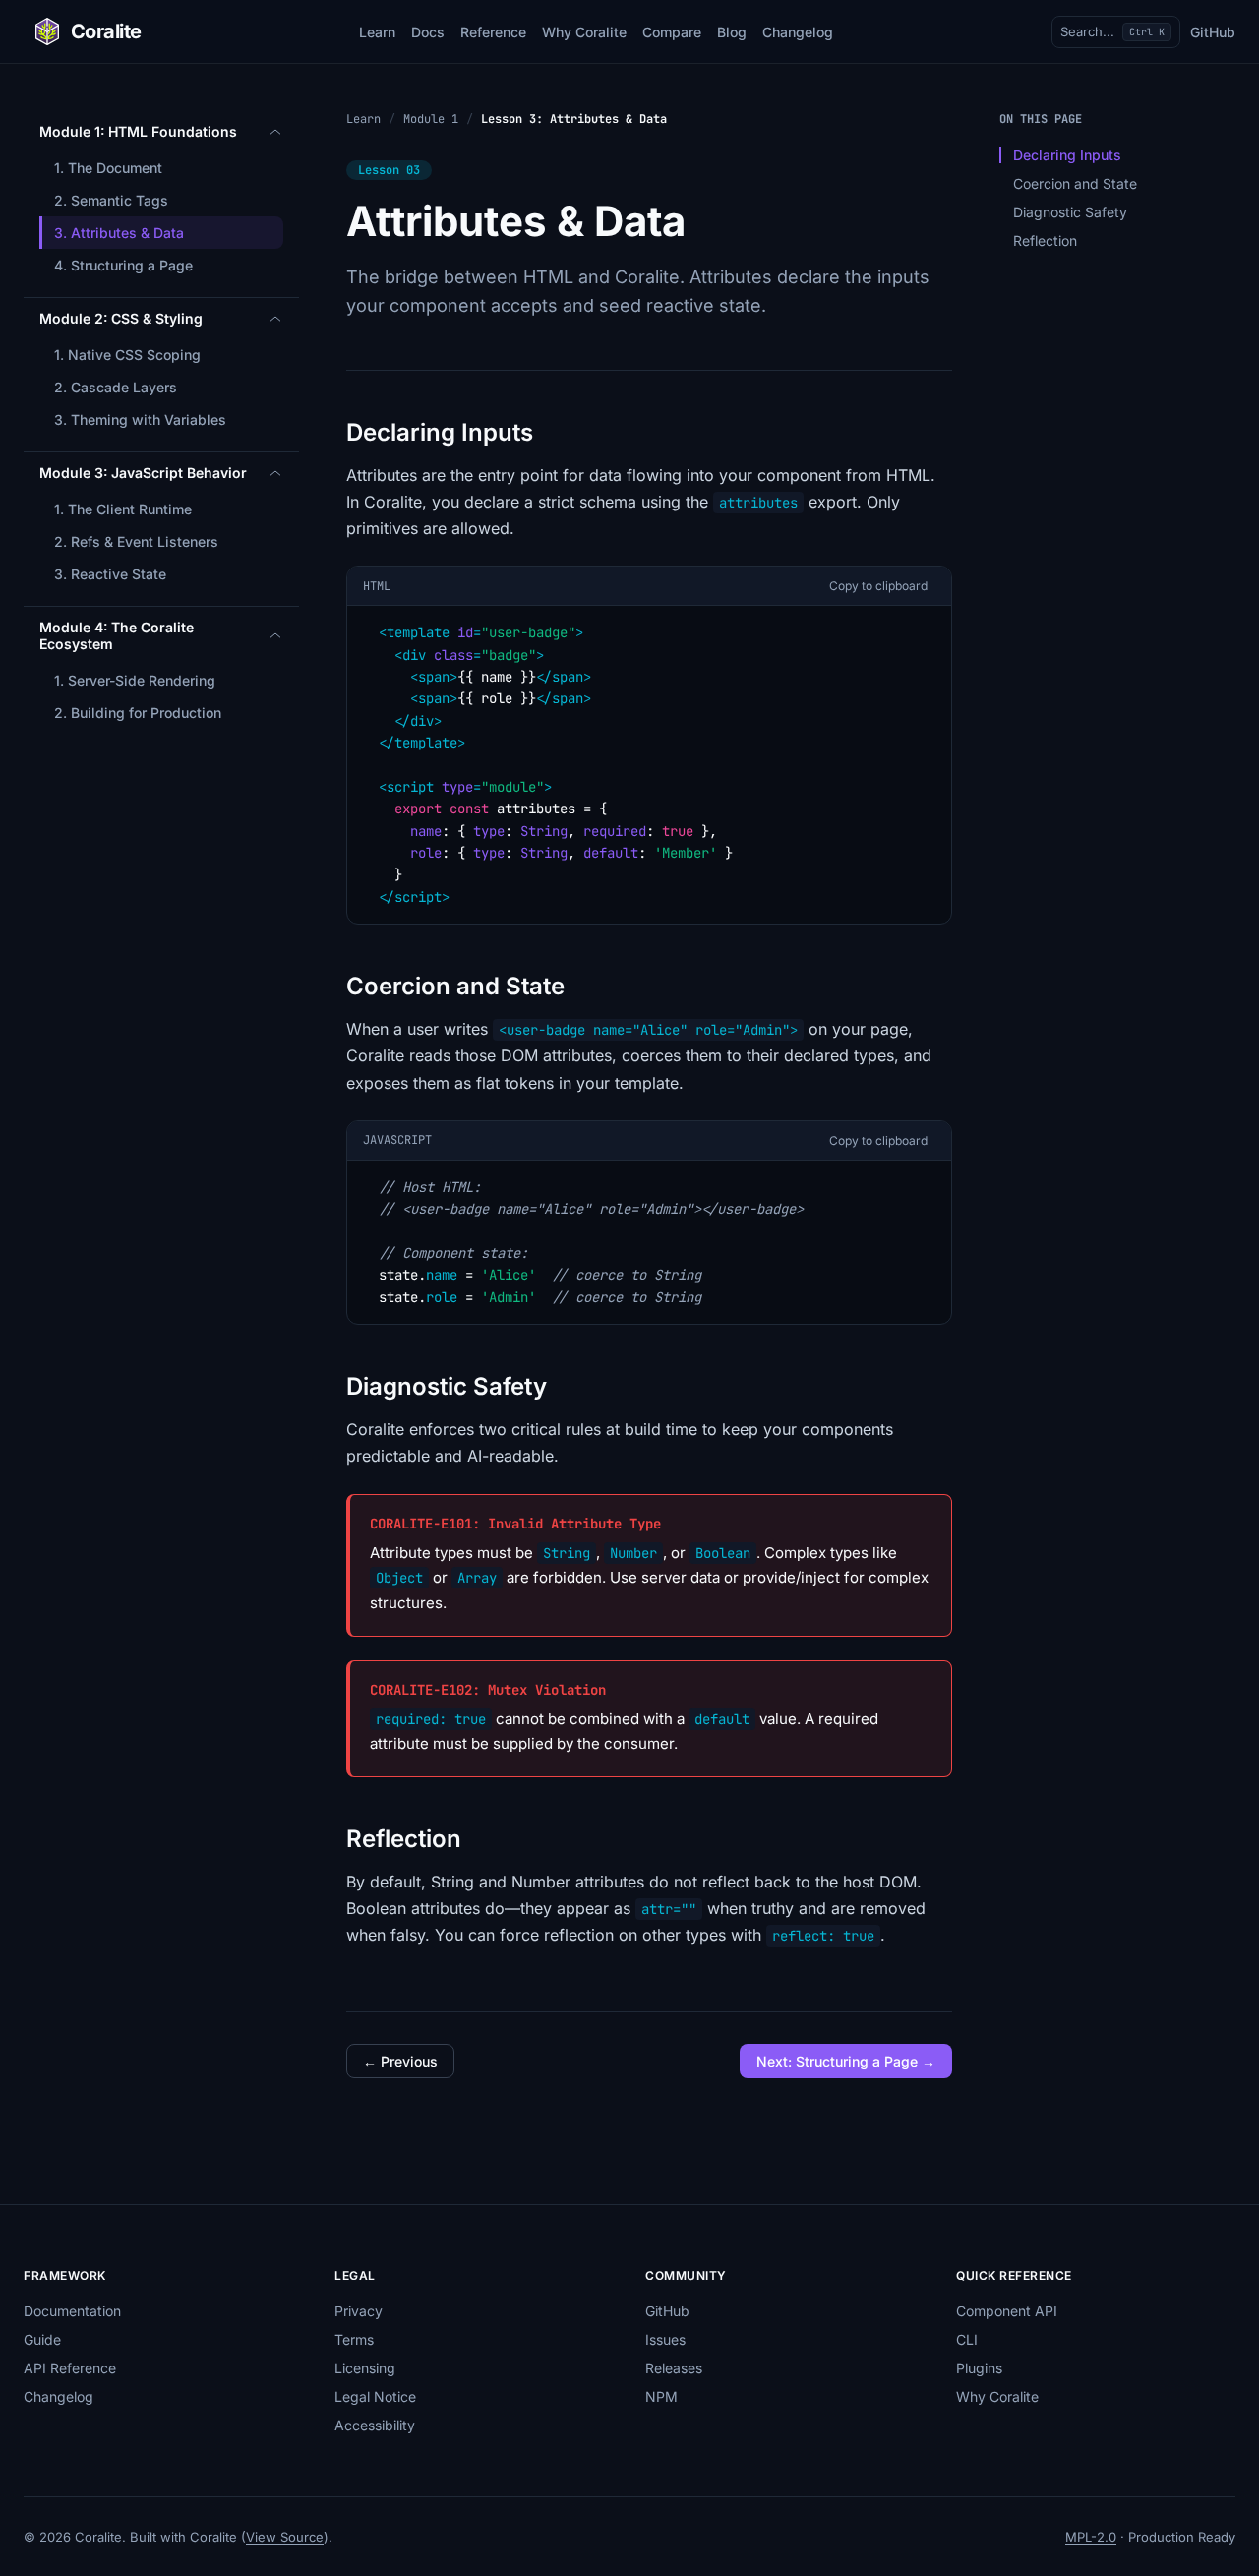 Coralite
Learn Docs Reference Why Coralite Compare Blog Changelog
Search... Ctrl K GitHub
Module 1: HTML Foundations
1. The Document
2. Semantic Tags
3. Attributes & Data
4. Structuring a Page
Module 2: CSS & Styling
1. Native CSS Scoping
2. Cascade Layers
3. Theming with Variables
Module 3: JavaScript Behavior
1. The Client Runtime
2. Refs & Event Listeners
3. Reactive State
Module 4: The Coralite
Ecosystem
1. Server-Side Rendering
2. Building for Production
Learn / Module 1 / Lesson 3: Attributes & Data
Lesson 03
Attributes & Data
The bridge between HTML and Coralite. Attributes declare the inputs
your component accepts and seed reactive state.
Declaring Inputs
Attributes are the entry point for data flowing into your component from HTML.
In Coralite, you declare a strict schema using the attributes export. Only
primitives are allowed.
HTML Copy to clipboard
<template id="user-badge">
  <div class="badge">
    <span>{{ name }}</span>
    <span>{{ role }}</span>
  </div>
</template>
<script type="module">
  export const attributes = {
    name: { type: String, required: true },
    role: { type: String, default: 'Member' }
  }
</script>
Coercion and State
When a user writes <user-badge name="Alice" role="Admin"> on your page,
Coralite reads those DOM attributes, coerces them to their declared types, and
exposes them as flat tokens in your template.
JAVASCRIPT Copy to clipboard
// Host HTML:
// <user-badge name="Alice" role="Admin"></user-badge>
// Component state:
state.name = 'Alice'  // coerce to String
state.role = 'Admin'  // coerce to String
Diagnostic Safety
Coralite enforces two critical rules at build time to keep your components
predictable and AI-readable.
CORALITE-E101: Invalid Attribute Type
Attribute types must be String, Number, or Boolean. Complex types like
Object or Array are forbidden. Use server data or provide/inject for complex
structures.
CORALITE-E102: Mutex Violation
required: true cannot be combined with a default value. A required
attribute must be supplied by the consumer.
Reflection
By default, String and Number attributes do not reflect back to the host DOM.
Boolean attributes do—they appear as attr="" when truthy and are removed
when falsy. You can force reflection on other types with reflect: true.
← Previous
Next: Structuring a Page →
ON THIS PAGE
Declaring Inputs
Coercion and State
Diagnostic Safety
Reflection
FRAMEWORK
Documentation
Guide
API Reference
Changelog
LEGAL
Privacy
Terms
Licensing
Legal Notice
Accessibility
COMMUNITY
GitHub
Issues
Releases
NPM
QUICK REFERENCE
Component API
CLI
Plugins
Why Coralite
© 2026 Coralite. Built with Coralite (View Source).
MPL-2.0 · Production Ready